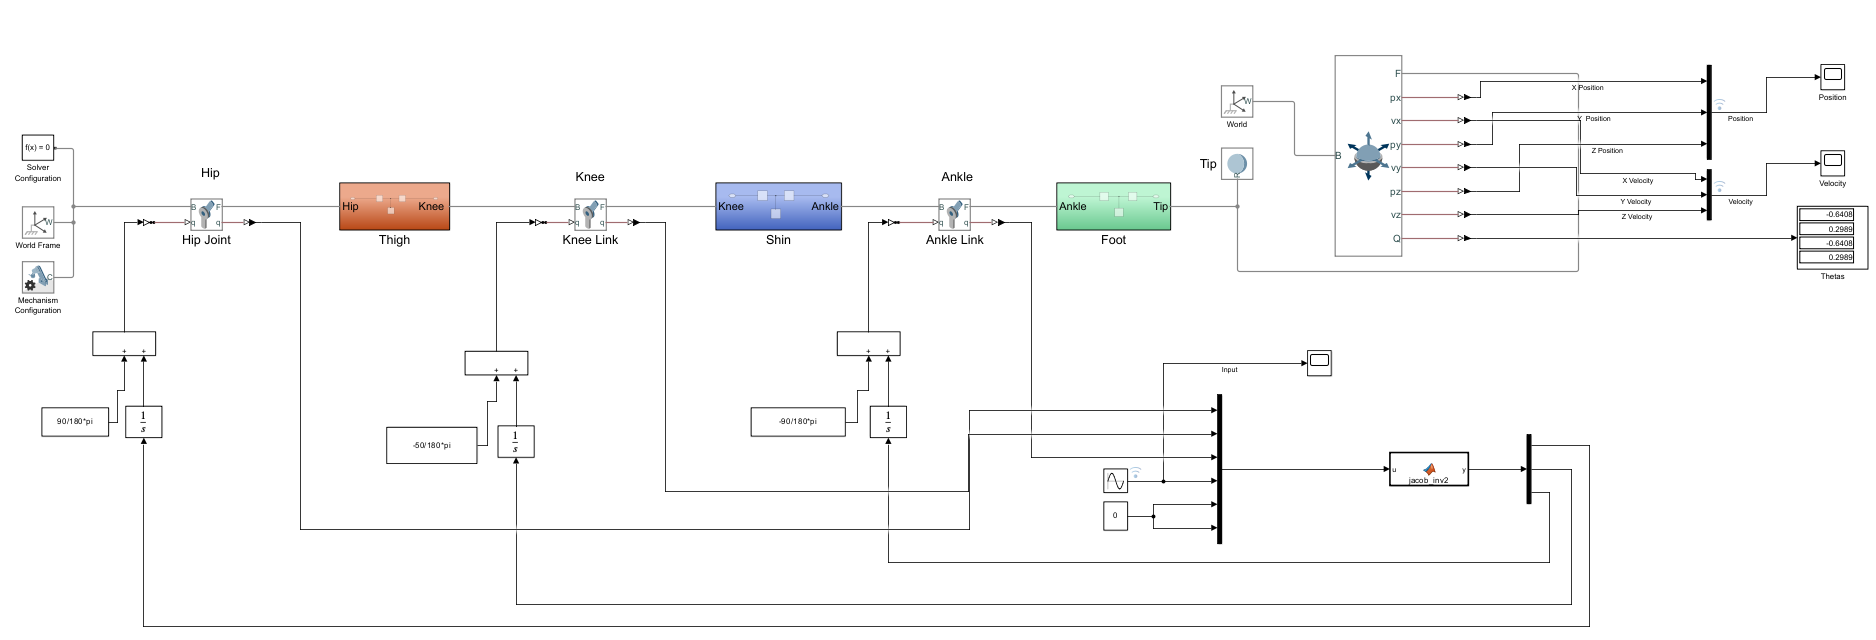 F
px
vx
py
vy
pz
vz
Q
B
X Position
Y Position
Z Position
X Velocity
Y Velocity
Z Velocity
Position
Position
Velocity
Velocity
-0.6408
0.2989
-0.6408
0.2989
Thetas
W
World
Tip
R
f(x) = 0
Solver
Configuration
W
World Frame
C
Mechanism
Configuration
Hip
B F
q q
Hip Joint
Hip Knee
Thigh
Knee
B F
q q
Knee Link
Knee Ankle
Shin
Ankle
B F
q q
Ankle Link
Ankle Tip
Foot
+ +
90/180*pi
1
s
+ +
-50/180*pi
1
s
+ +
-90/180*pi
1
s
Input
0
u y
jacob_inv2